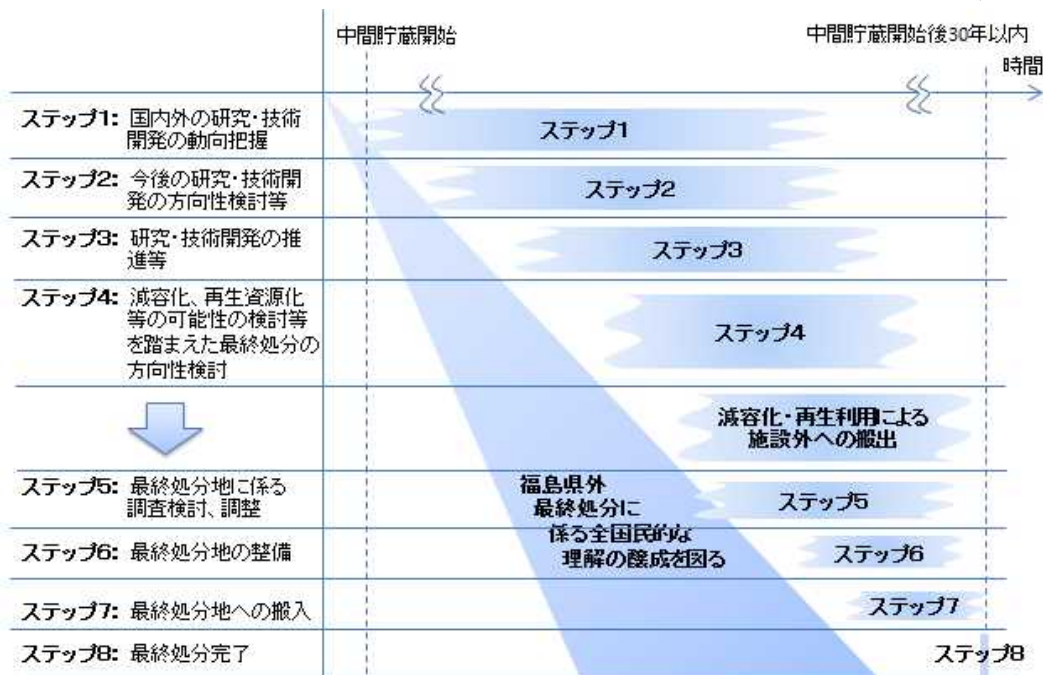 中間貯蔵開始
中間貯蔵開始後30年以内
時間
ステップ1: 国内外の研究・技術
開発の動向把握
ステップ1
ステップ2: 今後の研究・技術開
発の方向性検討等
ステップ2
ステップ3: 研究・技術開発の推
進等
ステップ3
ステップ4: 減容化、再生資源化
等の可能性の検討等
を踏まえた最終処分の
方向性検討
ステップ4
減容化・再生利用による
施設外への搬出
ステップ5: 最終処分地に係る
調査検討、調整
福島県外
最終処分に
係る全国民的な
理解の醸成を図る
ステップ5
ステップ6: 最終処分地の整備
ステップ6
ステップ7: 最終処分地への搬入
ステップ7
ステップ8: 最終処分完了
ステップ8